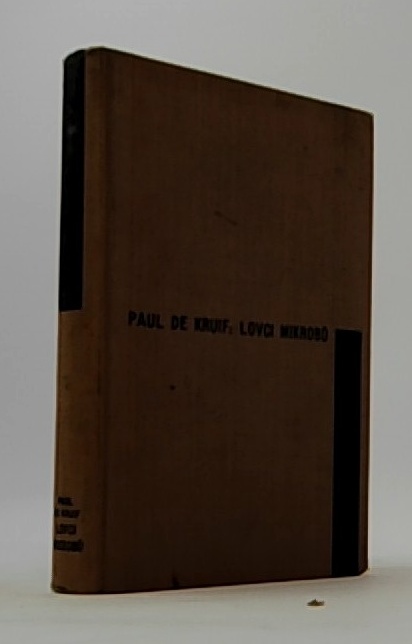 PAUL DE KRUIF: LOVCI MIKROBŮ
PAUL
DE KRUIF
LOVCI
MIKROBŮ